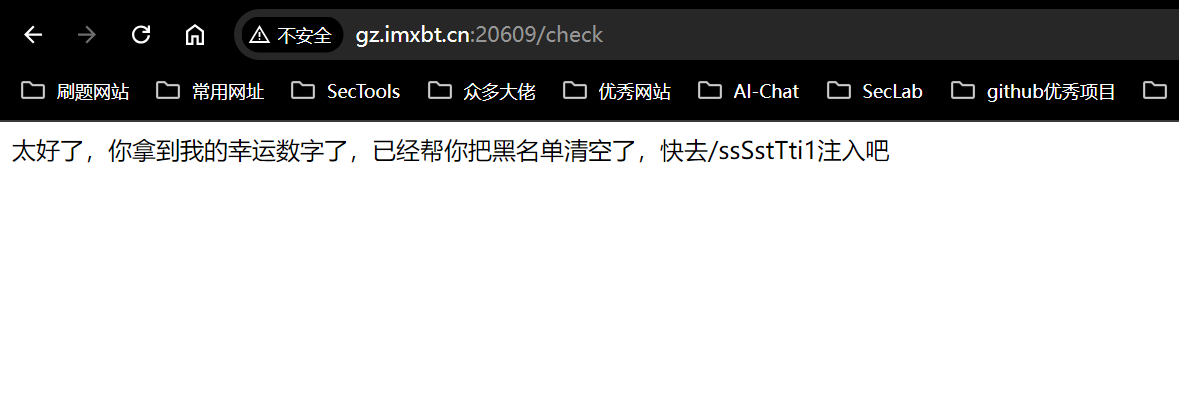 不安全 gz.imxbt.cn:20609/check
刷题网站 常用网址 SecTools 众多大佬 优秀网站 AI-Chat SecLab github优秀项目
太好了，你拿到我的幸运数字了，已经帮你把黑名单清空了，快去/ssSstTti1注入吧